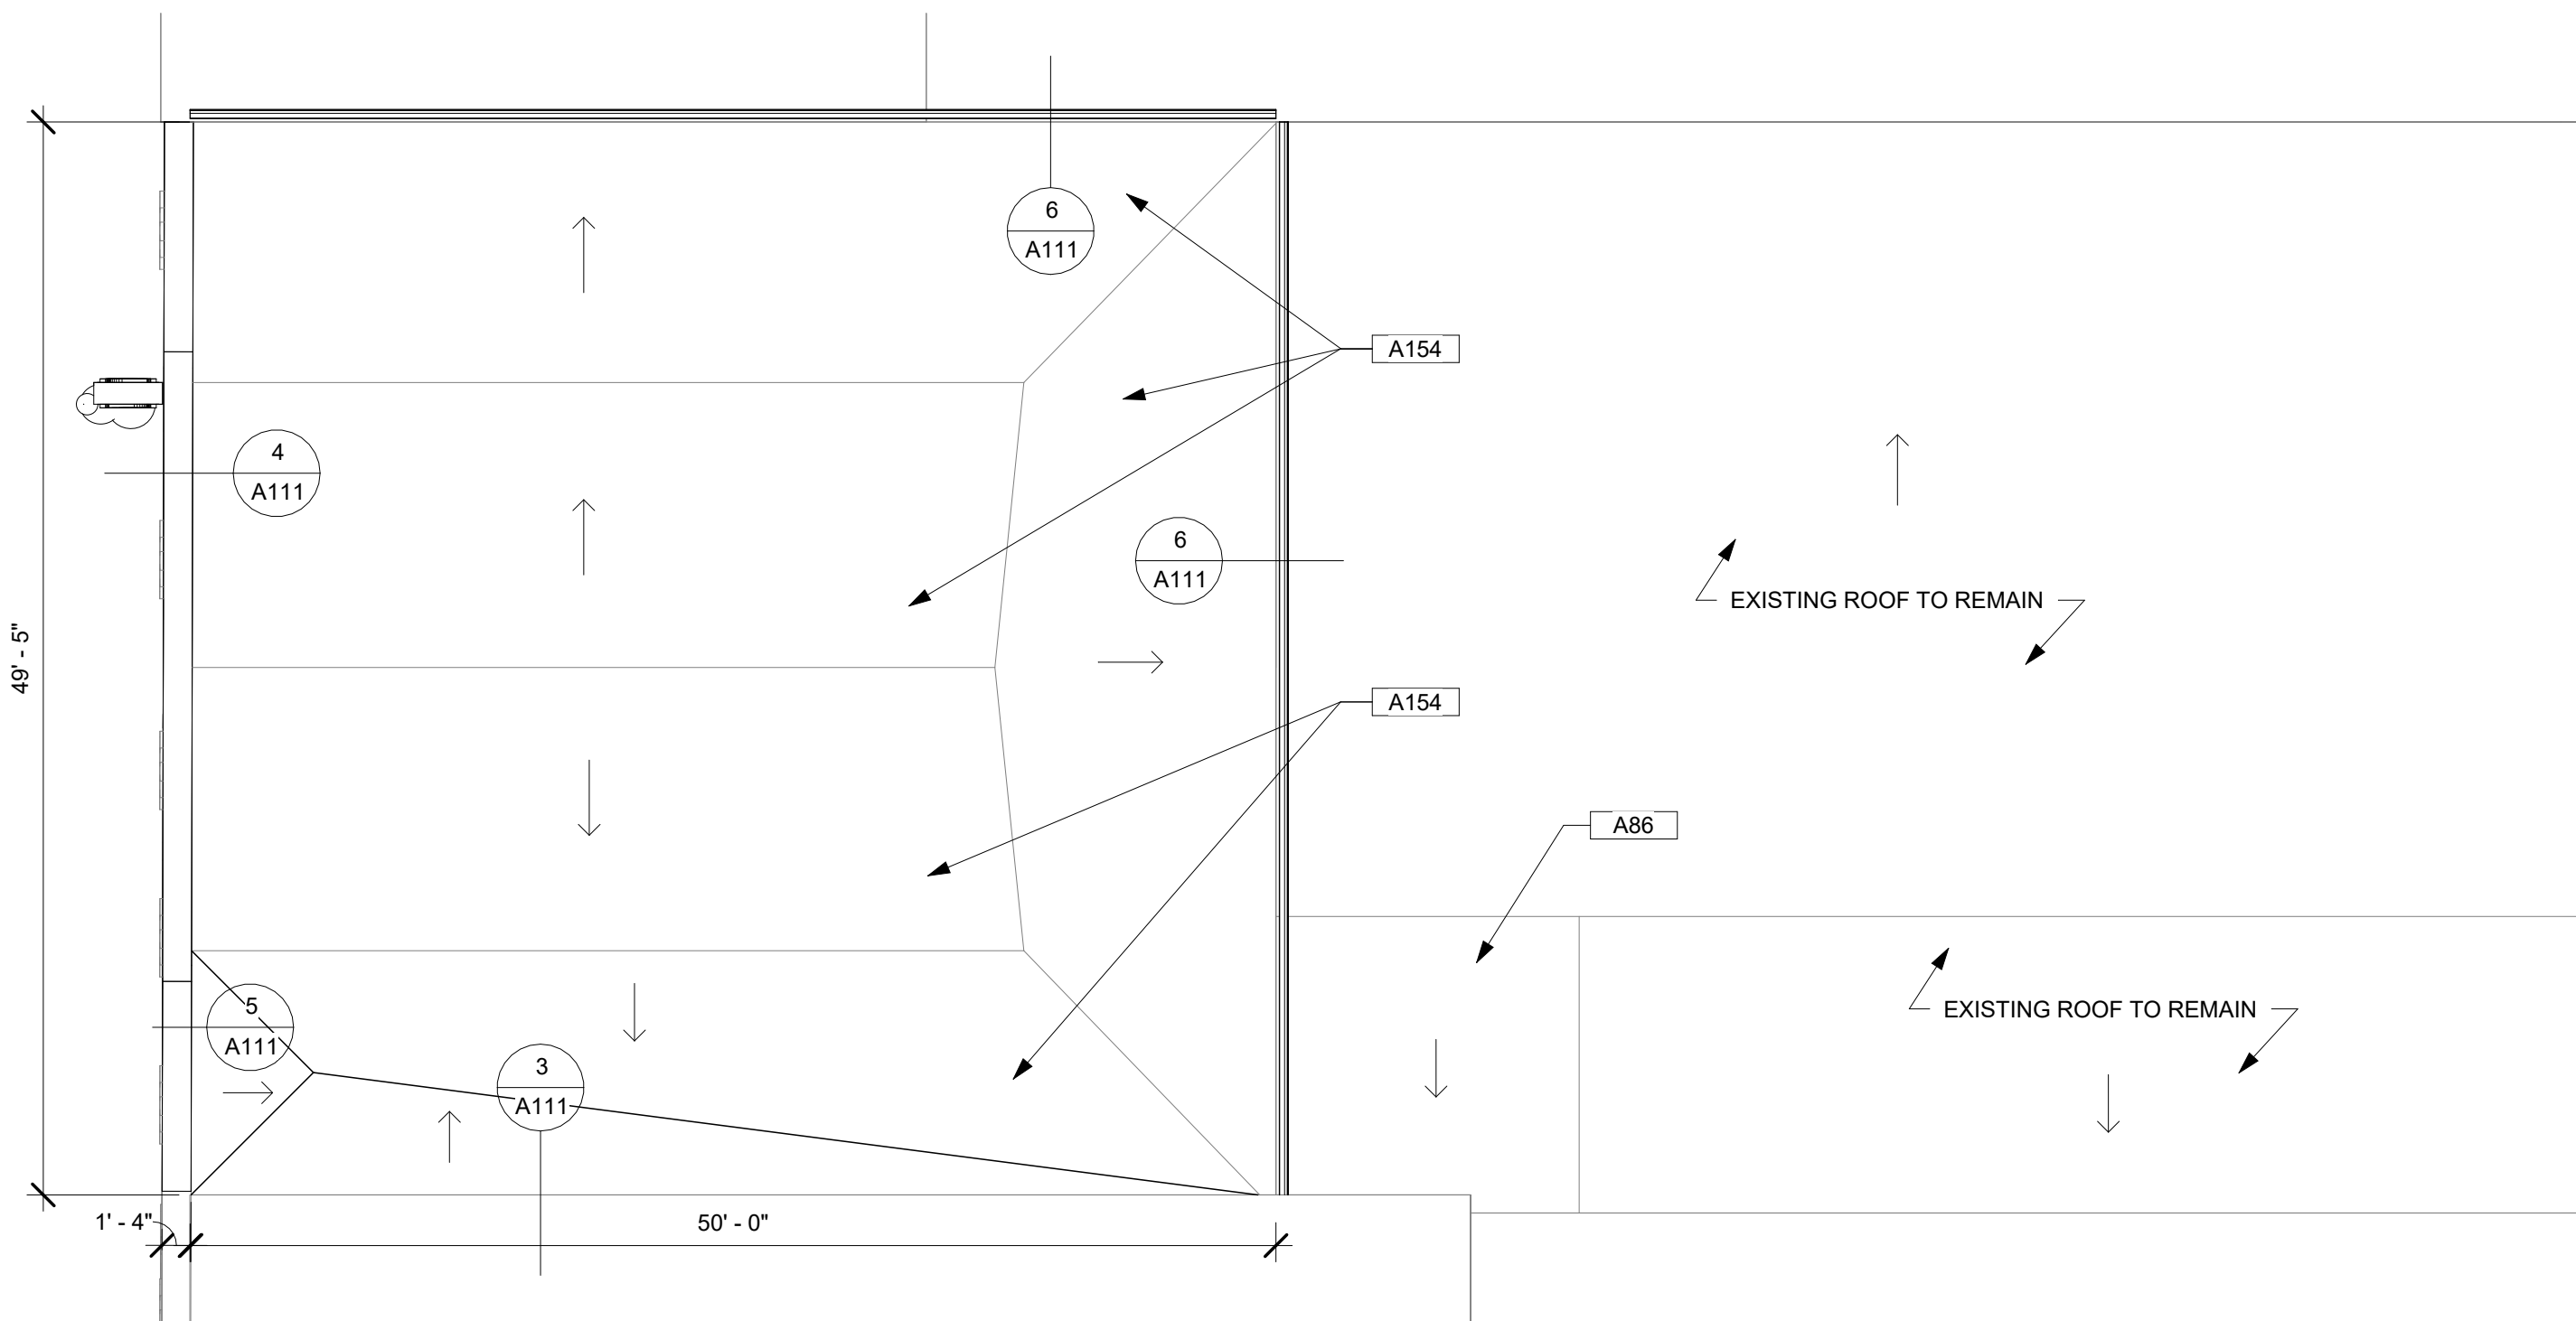 6
A111
A154
4
A111
6
A111
EXISTING ROOF TO REMAIN
49' - 5"
A154
A86
5
A111
EXISTING ROOF TO REMAIN
3
A111
1' - 4"
50' - 0"